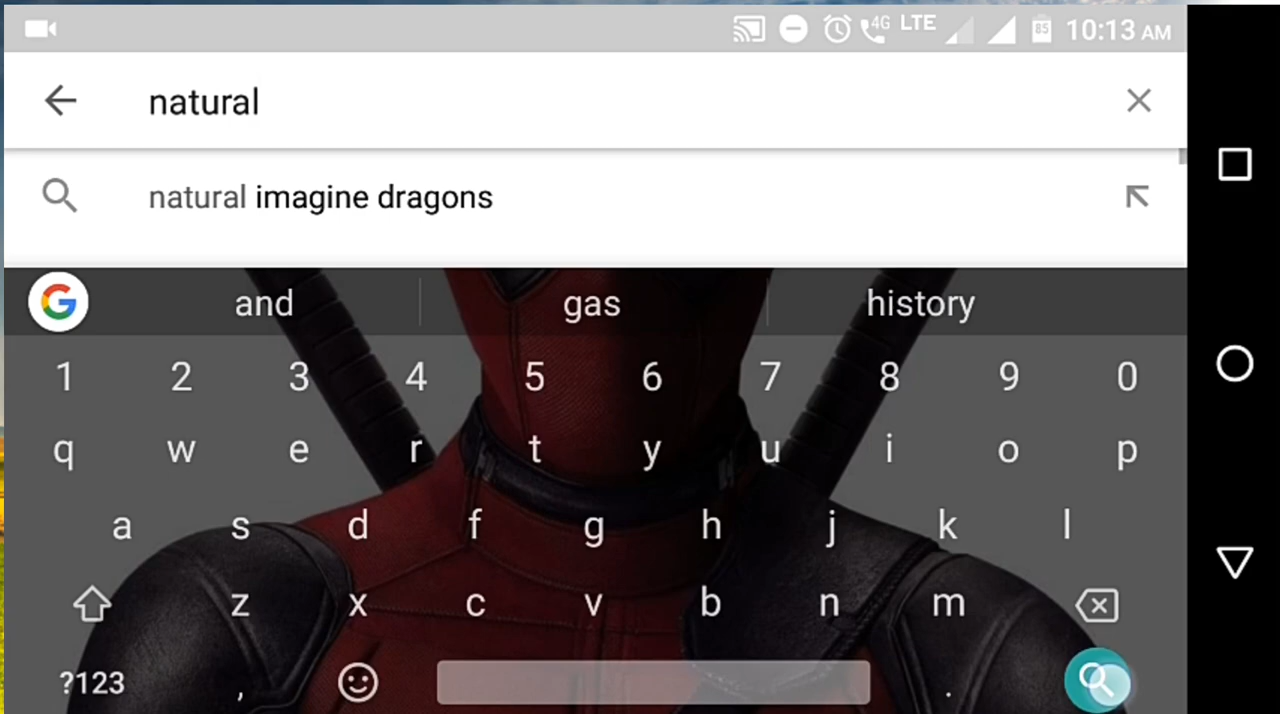 4G LTE 85 10:13 AM
natural
natural imagine dragons
G and gas history
1 2 3 4 5 6 7 8 9 0
q w e r t y u i o p
a s d f g h j k l
z x c v b n m
?123 , .